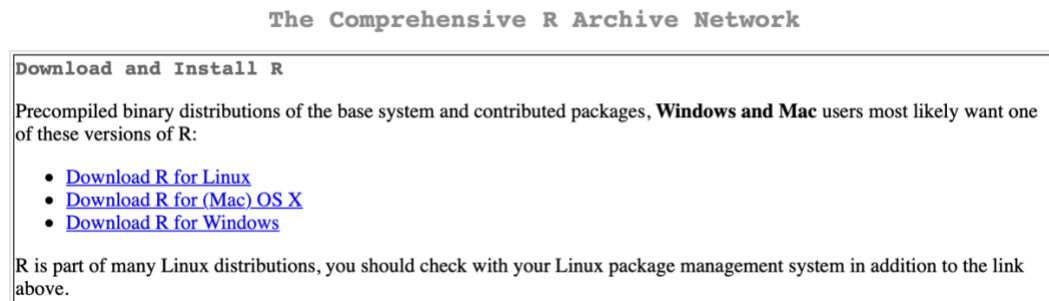 The Comprehensive R Archive Network
Download and Install R
Precompiled binary distributions of the base system and contributed packages, Windows and Mac users most likely want one
of these versions of R:
• Download R for Linux
• Download R for (Mac) OS X
• Download R for Windows
R is part of many Linux distributions, you should check with your Linux package management system in addition to the link
above.